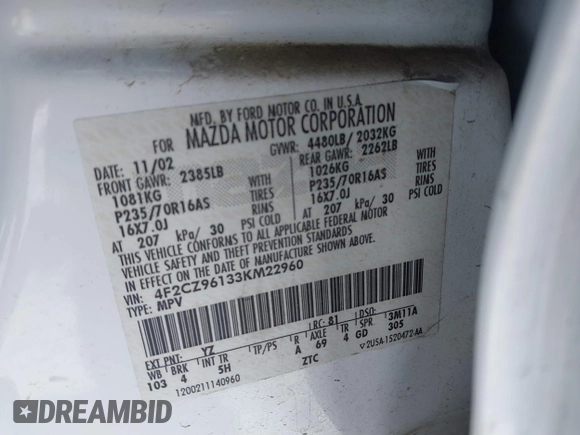 MFD. BY FORD MOTOR CO. IN U.S.A.
FOR MAZDA MOTOR CORPORATION
DATE: 11/02 GVWR: 4480LB/ 2032KG
FRONT GAWR: 2385LB REAR GAWR: 2262LB
1081KG WITH 1026KG WITH
P235/70R16AS TIRES P235/70R16AS TIRES
16X7.0J RIMS 16X7.0J RIMS
AT 207 kPa/ 30 PSI COLD AT 207 kPa/ 30 PSI COLD
THIS VEHICLE CONFORMS TO ALL APPLICABLE FEDERAL MOTOR
VEHICLE SAFETY AND THEFT PREVENTION STANDARDS IN
EFFECT ON THE DATE OF MANUFACTURE SHOWN ABOVE.
VIN: 4F2CZ96133KM22960
TYPE: MPV
EXT PNT: YZ RC: 81 DSO:
WB BRK INT TR TP/PS R AXLE TR SPR 3M11A
103 4 5H A 69 4 GD 305
1200211140960 ZTC ▽2U5A-1520472-AA
DREAMBID
CAR AUCTIONS